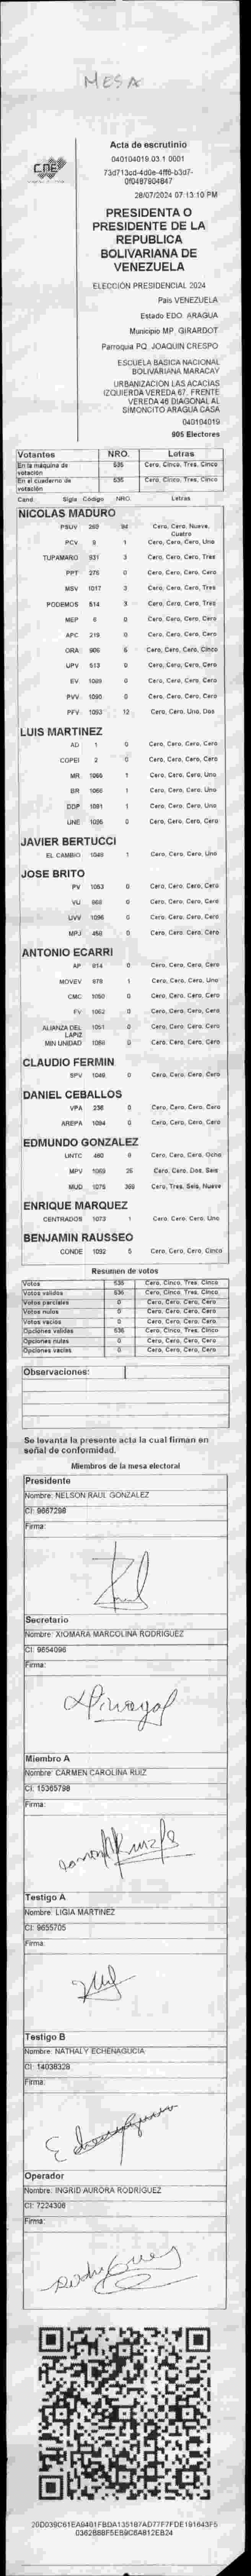 MESA
CNE
Acta de escrutinio
040104019.03.1.0001
28/07/2024 07:13:10 PM
PRESIDENTA O
PRESIDENTE DE LA
REPUBLICA
BOLIVARIANA DE
VENEZUELA
ELECCIÓN PRESIDENCIAL 2024
País VENEZUELA
Estado EDO. ARAGUA
Municipio MP. GIRARDOT
Parroquia PQ. JOAQUIN CRESPO
ESCUELA BASICA NACIONAL
BOLIVARIANA MARACAY
URBANIZACIÓN LAS ACACIAS
IZQUIERDA VEREDA 67. FRENTE
VEREDA 46 DIAGONAL AL
SIMONCITO ARAGUA CASA
040104019
905 Electores
Votantes NRO. Letras
En la máquina de votación 535 Cero, Cinco, Tres, Cinco
En el cuaderno de votación 535 Cero, Cinco, Tres, Cinco
Cand. Sigla Código NRO. Letras
NICOLAS MADURO
PSUV 260 94 Cero, Cero, Nueve, Cuatro
PCV 9 1 Cero, Cero, Cero, Uno
TUPAMARO 931 3 Cero, Cero, Cero, Tres
PPT 276 0 Cero, Cero, Cero, Cero
MSV 1017 3 Cero, Cero, Cero, Tres
PODEMOS 514 3 Cero, Cero, Cero, Tres
MEP 6 0 Cero, Cero, Cero, Cero
APC 219 0 Cero, Cero, Cero, Cero
ORA 906 5 Cero, Cero, Cero, Cinco
UPV 513 0 Cero, Cero, Cero, Cero
EV 1089 0 Cero, Cero, Cero, Cero
PVV 1090 0 Cero, Cero, Cero, Cero
PFV 1093 12 Cero, Cero, Uno, Dos
LUIS MARTINEZ
AD 1 0 Cero, Cero, Cero, Cero
COPEI 2 0 Cero, Cero, Cero, Cero
MR 1 Cero, Cero, Cero, Uno
BR 1066 1 Cero, Cero, Cero, Uno
DDP 1091 1 Cero, Cero, Cero, Uno
UNE 1095 0 Cero, Cero, Cero, Cero
JAVIER BERTUCCI
EL CAMBIO 1049 1 Cero, Cero, Cero, Uno
JOSE BRITO
PV 1053 0 Cero, Cero, Cero, Cero
VU 868 0 Cero, Cero, Cero, Cero
UVV 1096 0 Cero, Cero, Cero, Cero
MPJ 450 0 Cero, Cero, Cero, Cero
ANTONIO ECARRI
AP 914 0 Cero, Cero, Cero, Cero
MOVEV 979 1 Cero, Cero, Cero, Uno
CMC 1050 0 Cero, Cero, Cero, Cero
FV 1062 0 Cero, Cero, Cero, Cero
ALIANZA DEL LAPIZ 1051 0 Cero, Cero, Cero, Cero
MIN UNIDAD 1088 0 Cero, Cero, Cero, Cero
CLAUDIO FERMIN
SPV 1048 0 Cero, Cero, Cero, Cero
DANIEL CEBALLOS
VPA 236 0 Cero, Cero, Cero, Cero
AREPA 1094 0 Cero, Cero, Cero, Cero
EDMUNDO GONZALEZ
UNTC 460 8 Cero, Cero, Cero, Ocho
MPV 1069 26 Cero, Cero, Dos, Seis
MUD 1075 369 Cero, Tres, Seis, Nueve
ENRIQUE MARQUEZ
CENTRADOS 1073 1 Cero, Cero, Cero, Uno
BENJAMIN RAUSSEO
CONDE 1092 5 Cero, Cero, Cero, Cinco
Resumen de votos
Votos 535 Cero, Cinco, Tres, Cinco
Votos validos 535 Cero, Cinco, Tres, Cinco
Votos parciales 0 Cero, Cero, Cero, Cero
Votos nulos 0 Cero, Cero, Cero, Cero
Votos vacios 0 Cero, Cero, Cero, Cero
Opciones validas 535 Cero, Cinco, Tres, Cinco
Opciones nulas 0 Cero, Cero, Cero, Cero
Opciones vacias 0 Cero, Cero, Cero, Cero
Observaciones:
Se levanta la presente acta la cual firman en
señal de conformidad.
Miembros de la mesa electoral
Presidente
Nombre: NELSON RAUL GONZALEZ
CI: 9667298
Firma:
Secretario
Nombre: XIOMARA MARCOLINA RODRIGUEZ
CI: 9654096
Firma:
Miembro A
Nombre: CARMEN CAROLINA RUIZ
CI: 15365798
Firma:
Testigo A
Nombre: LIGIA MARTINEZ
CI: 9655705
Firma:
Testigo B
Nombre: NATHALY ECHENAGUCIA
CI: 14038328
Firma:
Operador
Nombre: INGRID AURORA RODRIGUEZ
CI: 7224306
Firma:
Rodríguez